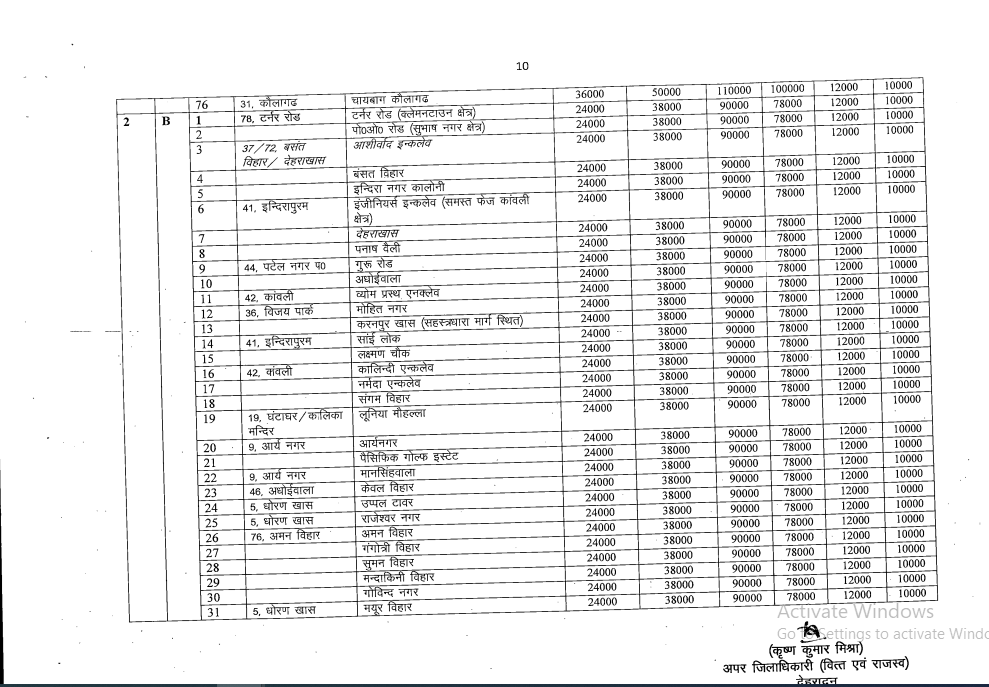 10
76 31, कौलागढ चायबाग कौलागढ 36000 50000 110000 100000 12000 10000
2 B 1 78, टर्नर रोड टर्नर रोड (क्लेमनटाउन क्षेत्र) 24000 38000 90000 78000 12000 10000
2 पो0ओ0 रोड (सुभाष नगर क्षेत्र) 24000 38000 90000 78000 12000 10000
3 37/72, बसंत आशीर्वाद इन्कलेव 24000 38000 90000 78000 12000 10000
विहार/ देहराखास
4 बंसत विहार 24000 38000 90000 78000 12000 10000
5 इन्दिरा नगर कालोनी 24000 38000 90000 78000 12000 10000
6 41, इन्दिरापुरम इंजीनियर्स इन्कलेव (समस्त फेज कांवली 24000 38000 90000 78000 12000 10000
क्षेत्र)
7 देहराखास 24000 38000 90000 78000 12000 10000
8 पनाष वैली 24000 38000 90000 78000 12000 10000
9 44, पटेल नगर प0 गुरू रोड 24000 38000 90000 78000 12000 10000
10 अधोईवाला 24000 38000 90000 78000 12000 10000
11 42, कांवली व्योम प्रस्थ एनक्लेव 24000 38000 90000 78000 12000 10000
12 36, विजय पार्क मोहित नगर 24000 38000 90000 78000 12000 10000
13 करनपुर खास (सहस्त्रधारा मार्ग स्थित) 24000 38000 90000 78000 12000 10000
14 41, इन्दिरापुरम सांई लोक 24000 38000 90000 78000 12000 10000
15 लक्ष्मण चौक 24000 38000 90000 78000 12000 10000
16 42, कांवली कालिन्दी एन्कलेव 24000 38000 90000 78000 12000 10000
17 नर्मदा एन्कलेव 24000 38000 90000 78000 12000 10000
18 संगम विहार 24000 38000 90000 78000 12000 10000
19 19, घंटाघर/कालिका लूनिया मौहल्ला 24000 38000 90000 78000 12000 10000
मन्दिर
20 9, आर्य नगर आर्यनगर 24000 38000 90000 78000 12000 10000
21 पैसिफिक गोल्फ इस्टेट 24000 38000 90000 78000 12000 10000
22 9, आर्य नगर मानसिंहवाला 24000 38000 90000 78000 12000 10000
23 46, अधोईवाला केवल विहार 24000 38000 90000 78000 12000 10000
24 5, धोरण खास उप्पल टावर 24000 38000 90000 78000 12000 10000
25 5, धोरण खास राजेश्वर नगर 24000 38000 90000 78000 12000 10000
26 76, अमन विहार अमन विहार 24000 38000 90000 78000 12000 10000
27 गंगोत्री विहार 24000 38000 90000 78000 12000 10000
28 सुमन विहार 24000 38000 90000 78000 12000 10000
29 मन्दाकिनी विहार 24000 38000 90000 78000 12000 10000
30 गोविन्द नगर 24000 38000 90000 78000 12000 10000
31 5, धोरण खास मयूर विहार 24000 38000 90000 78000 12000 10000
Activate Windows
Go to Settings to activate Windo
(कृष्ण कुमार मिश्रा)
अपर जिलाधिकारी (वित्त एवं राजस्व)
देहरादून